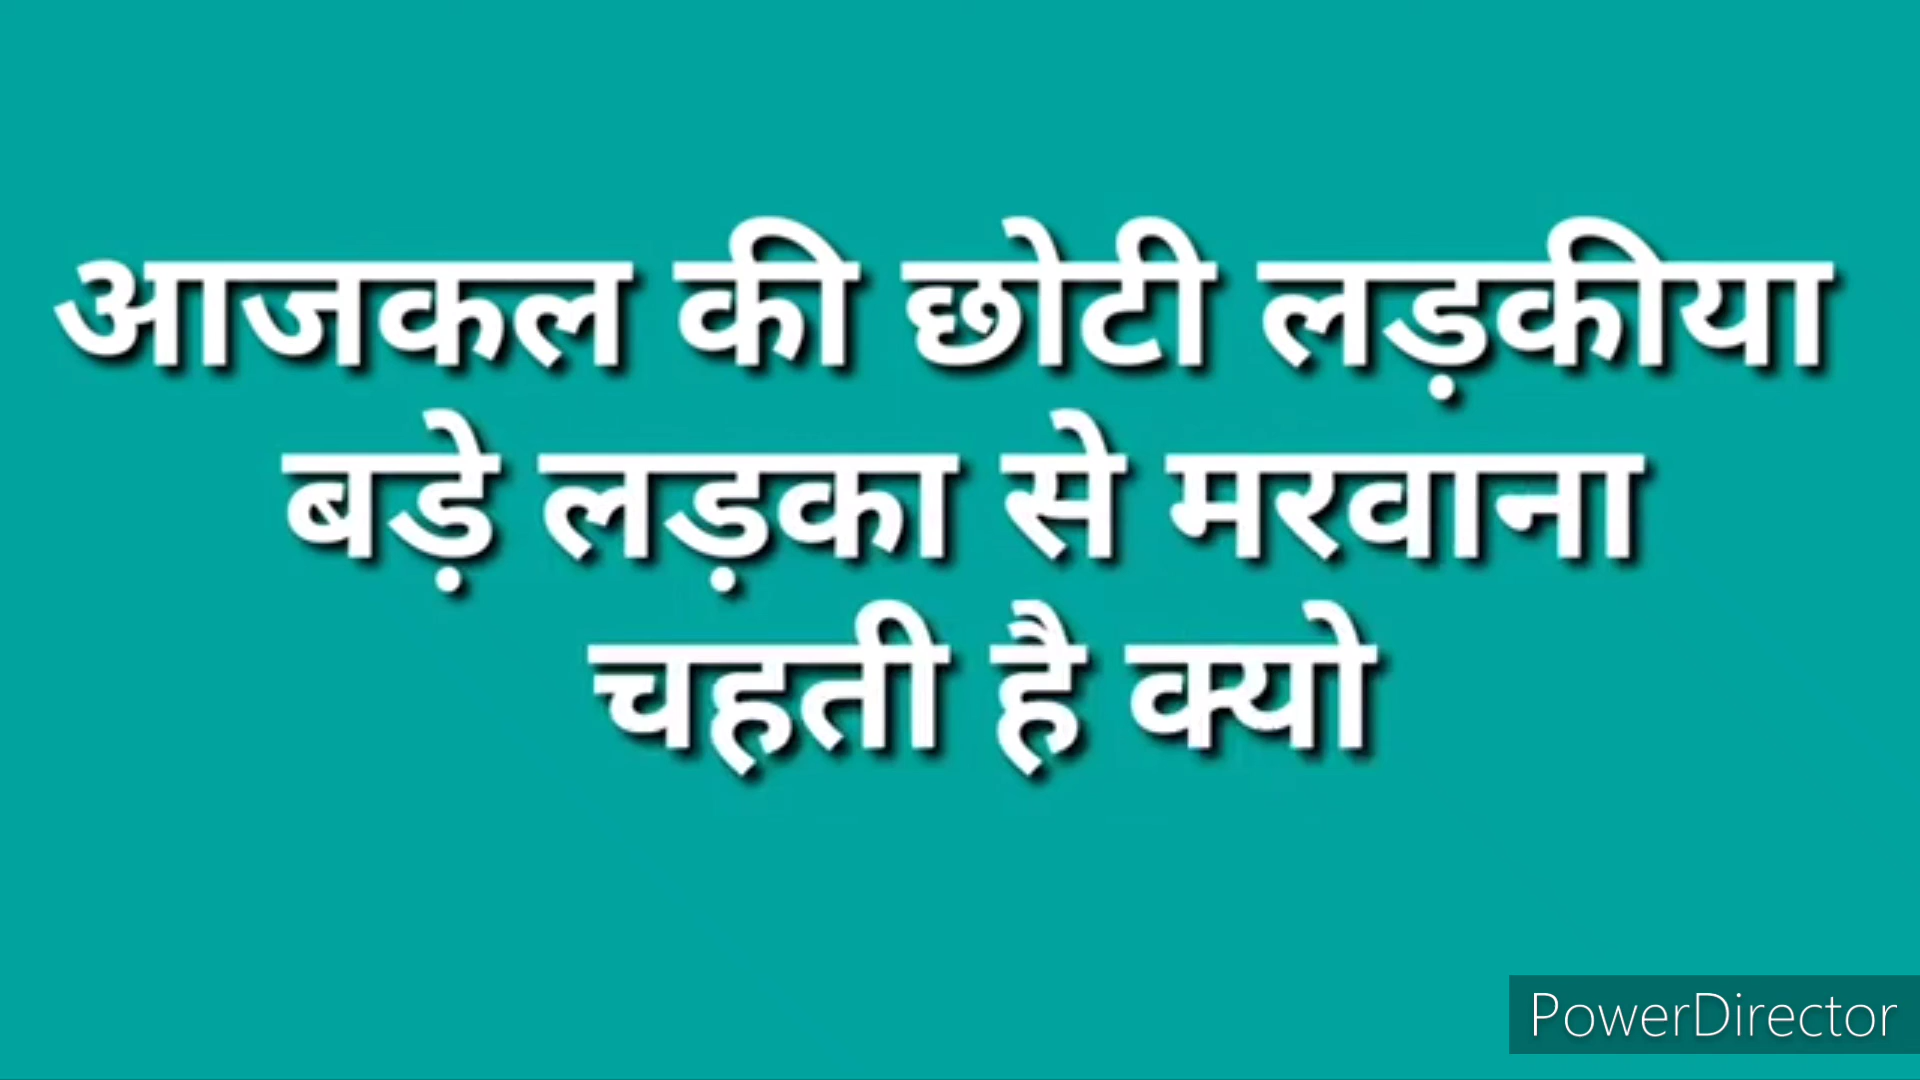 आजकल की छोटी लड़कीया
बड़े लड़का से मरवाना
चहती है क्यो
PowerDirector